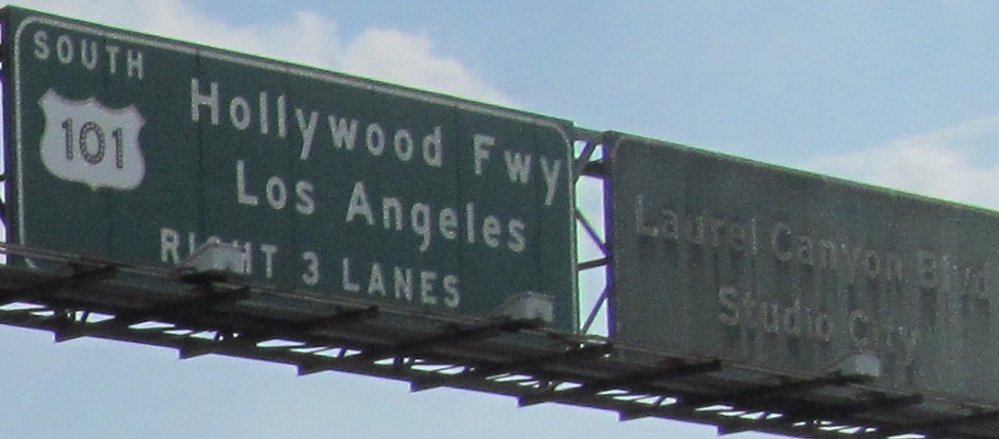 SOUTH
101
Hollywood Fwy
Los Angeles
RIGHT 3 LANES
Laurel Canyon Blvd
Studio City